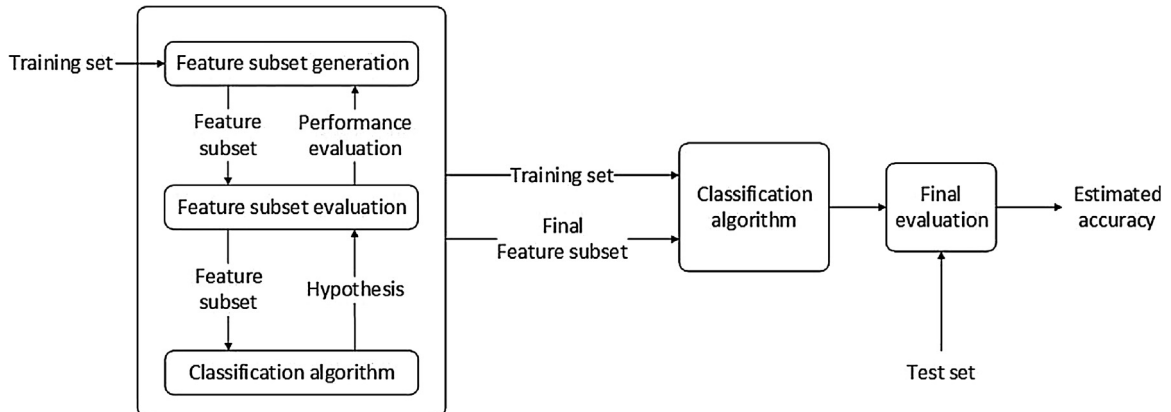 Training set
Feature subset generation
Feature
subset
Performance
evaluation
Feature subset evaluation
Feature
subset
Hypothesis
Classification algorithm
Training set
Final
Feature subset
Classification
algorithm
Final
evaluation
Estimated
accuracy
Test set